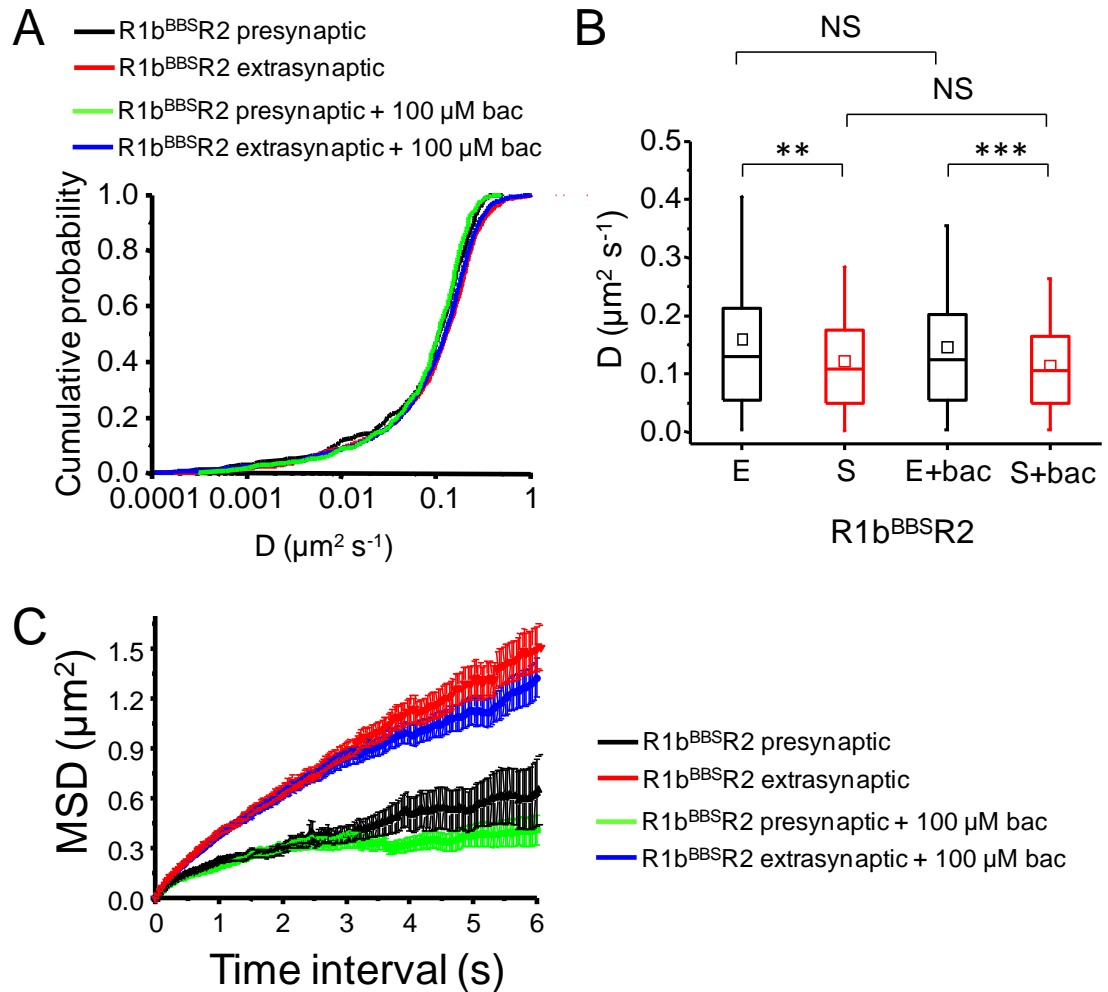 A
R1bᴮᴮˢR2 presynaptic
R1bᴮᴮˢR2 extrasynaptic
R1bᴮᴮˢR2 presynaptic + 100 µM bac
R1bᴮᴮˢR2 extrasynaptic + 100 µM bac
Cumulative probability
1.0
0.8
0.6
0.4
0.2
0.0
0.0001 0.001 0.01 0.1 1
D (µm² s⁻¹)
B
NS
NS
** ***
D (µm² s⁻¹)
0.5
0.4
0.3
0.2
0.1
0.0
E S E+bac S+bac
R1bᴮᴮˢR2
C
MSD (µm²)
1.5
1.2
0.9
0.6
0.3
0.0
0 1 2 3 4 5 6
Time interval (s)
R1bᴮᴮˢR2 presynaptic
R1bᴮᴮˢR2 extrasynaptic
R1bᴮᴮˢR2 presynaptic + 100 µM bac
R1bᴮᴮˢR2 extrasynaptic + 100 µM bac